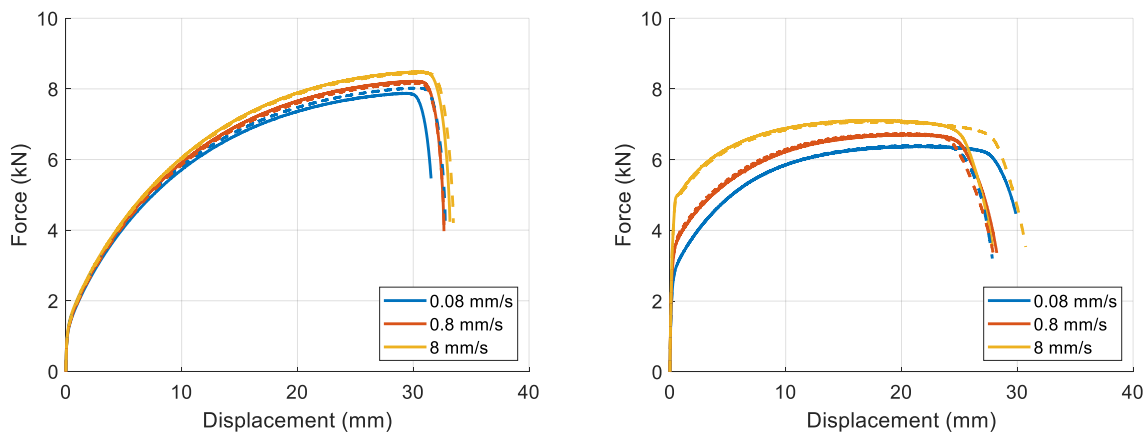 10
8
6
4
2
0
Force (kN)
0.08 mm/s
0.8 mm/s
8 mm/s
0 10 20 30 40
Displacement (mm)
10
8
6
4
2
0
Force (kN)
0.08 mm/s
0.8 mm/s
8 mm/s
0 10 20 30 40
Displacement (mm)